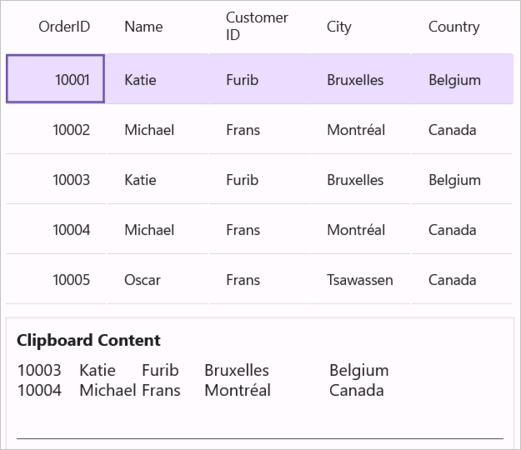 OrderID Name Customer ID City Country
10001 Katie Furib Bruxelles Belgium
10002 Michael Frans Montréal Canada
10003 Katie Furib Bruxelles Belgium
10004 Michael Frans Montréal Canada
10005 Oscar Frans Tsawassen Canada
Clipboard Content
10003 Katie Furib Bruxelles Belgium
10004 Michael Frans Montréal Canada